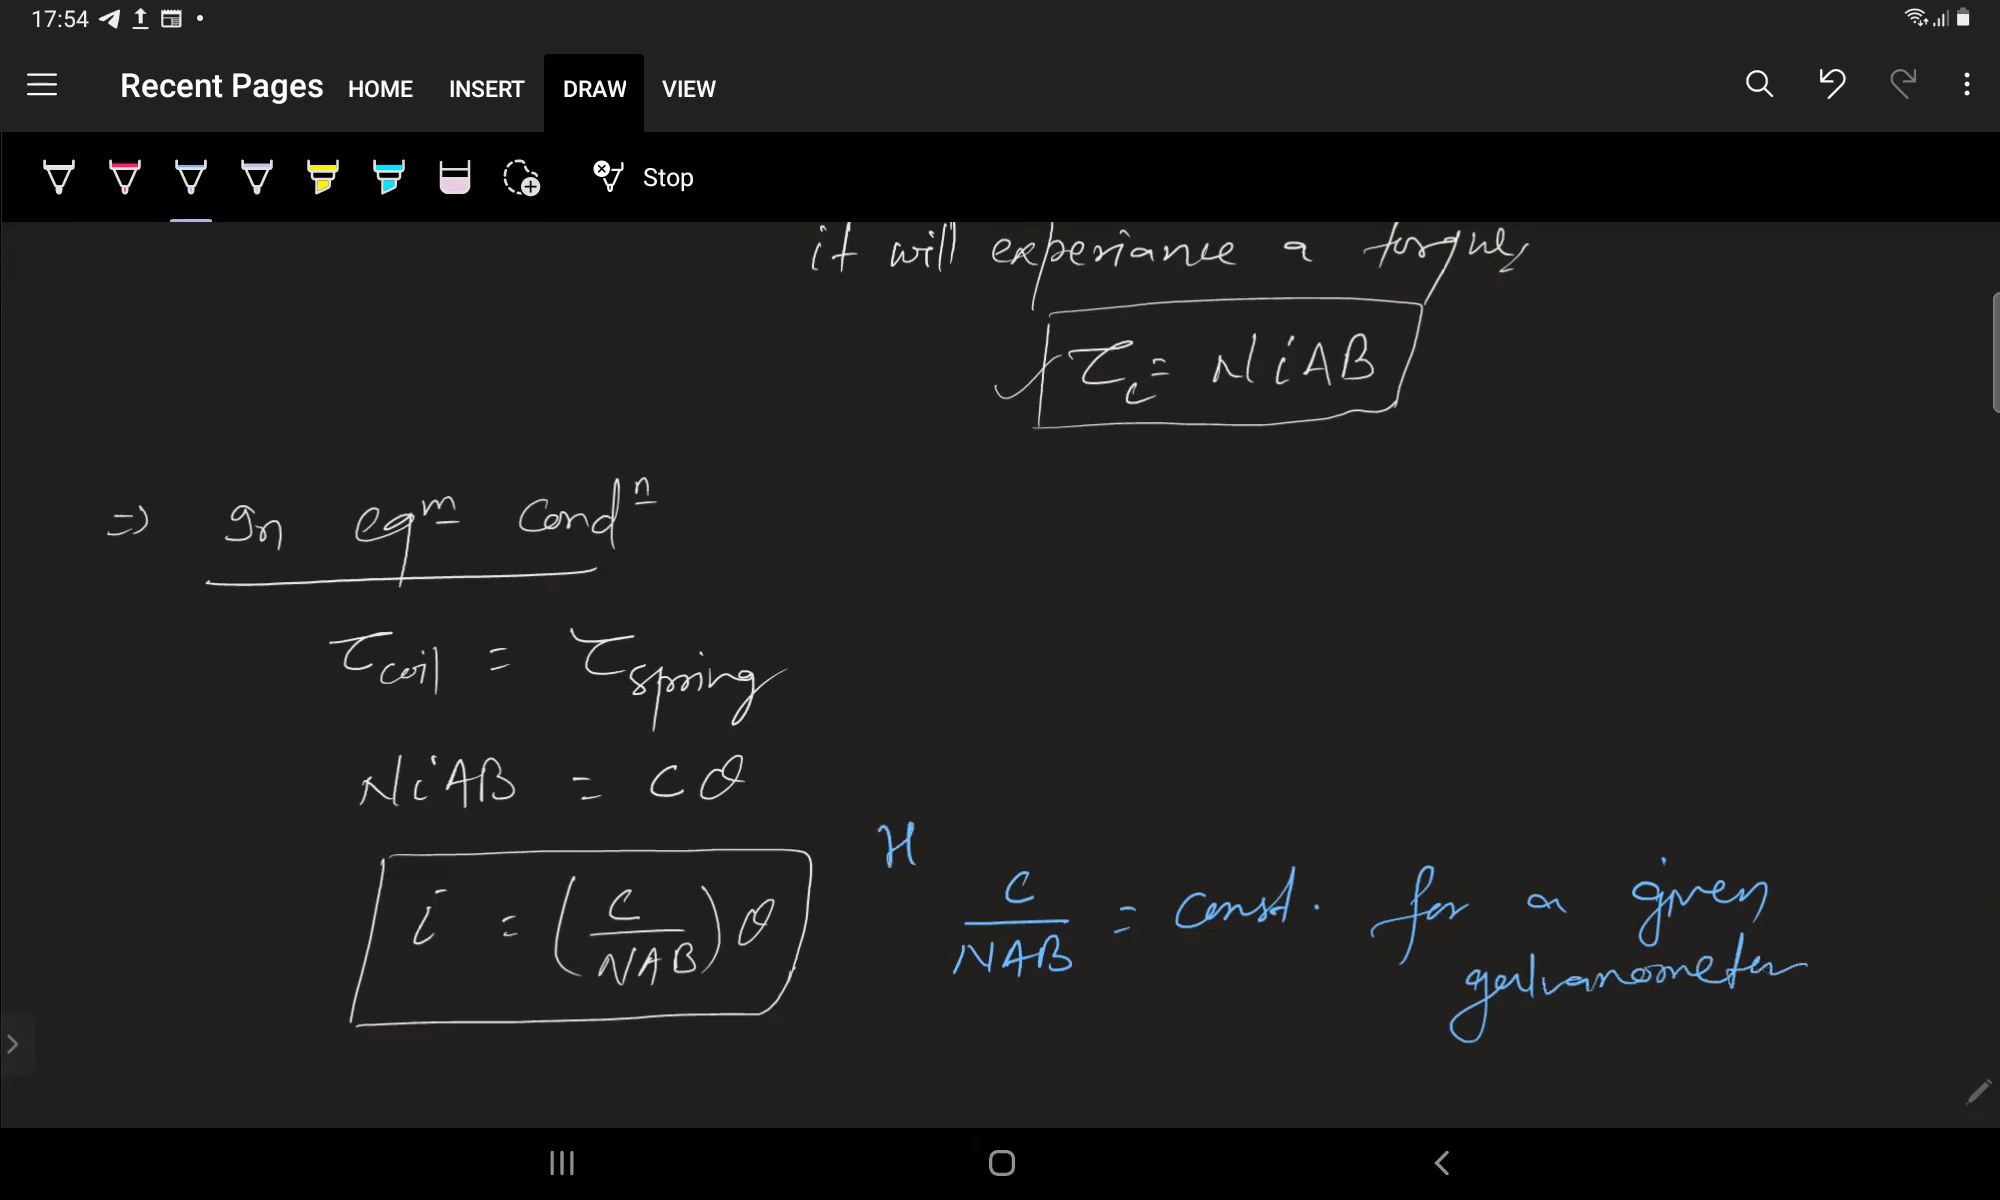 17:54
Recent Pages HOME INSERT DRAW VIEW
Stop
it will experiance a torque,
τc = NiAB
=> In eqm condn
τcoil = τspring
NiAB = Cθ
i = (C/NAB) θ
H C/NAB = const. for a given
galvanometer